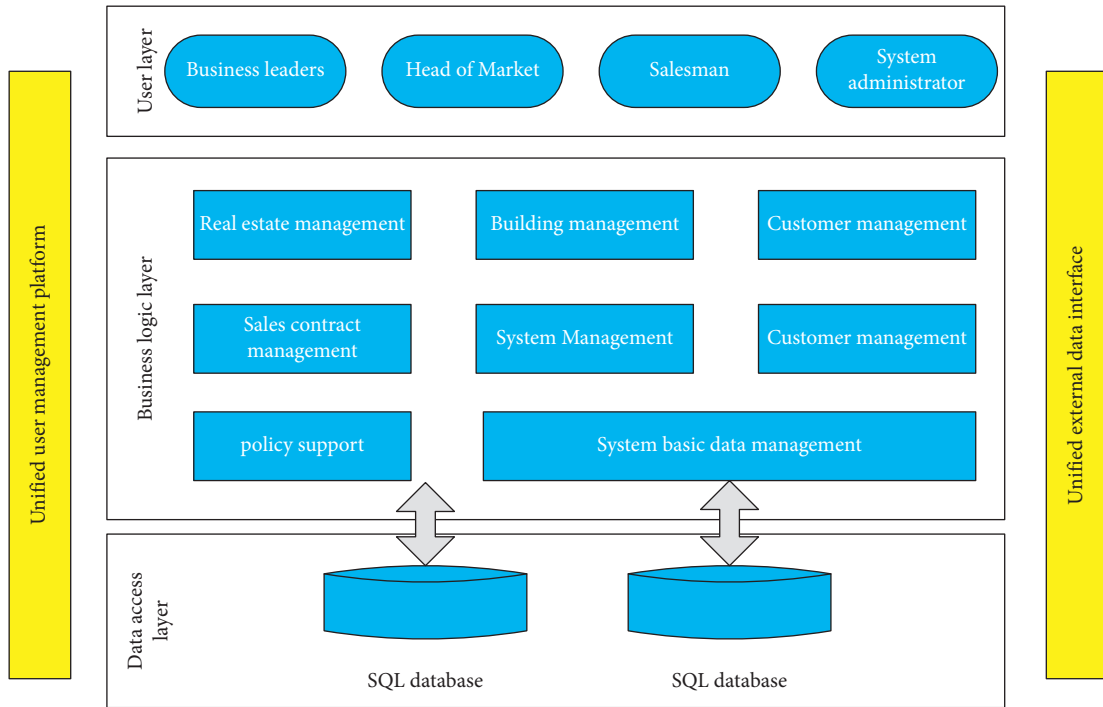 Unified user management platform
User layer
Business leaders
Head of Market
Salesman
System
administrator
Business logic layer
Real estate management
Building management
Customer management
Sales contract
management
System Management
Customer management
policy support
System basic data management
Data access
layer
SQL database
SQL database
Unified external data interface